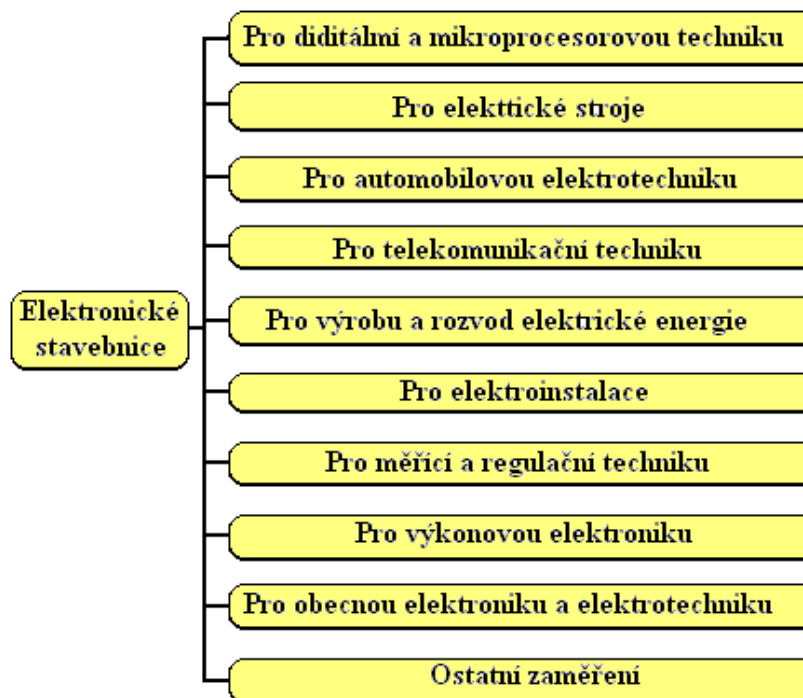 Pro diditálmí a mikroprocesorovou techniku
Pro elekttické stroje
Pro automobilovou elektrotechniku
Pro telekomunikační techniku
Elektronické
stavebnice
Pro výrobu a rozvod elektrické energie
Pro elektroinstalace
Pro měřící a regulační techniku
Pro výkonovou elektroniku
Pro obecnou elektroniku a elektrotechniku
Ostatní zaměření